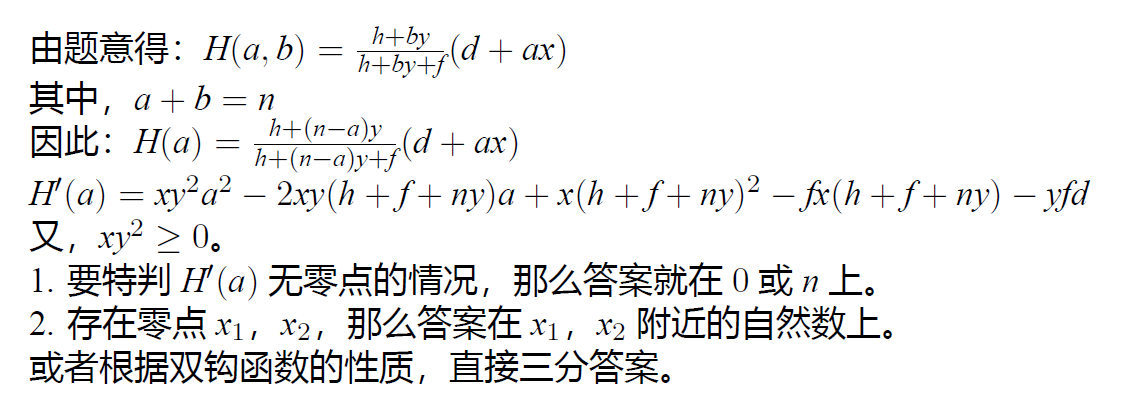 由题意得：$H(a, b) = \frac{h+by}{h+by+f}(d + ax)$
其中，$a + b = n$
因此：$H(a) = \frac{h+(n-a)y}{h+(n-a)y+f}(d + ax)$
$H'(a) = xy^2a^2 - 2xy(h + f + ny)a + x(h + f + ny)^2 - fx(h + f + ny) - yfd$
又，$xy^2 \geq 0$。
1. 要特判 $H'(a)$ 无零点的情况，那么答案就在 $0$ 或 $n$ 上。
2. 存在零点 $x_1$，$x_2$，那么答案在 $x_1$，$x_2$ 附近的自然数上。
或者根据双钩函数的性质，直接三分答案。